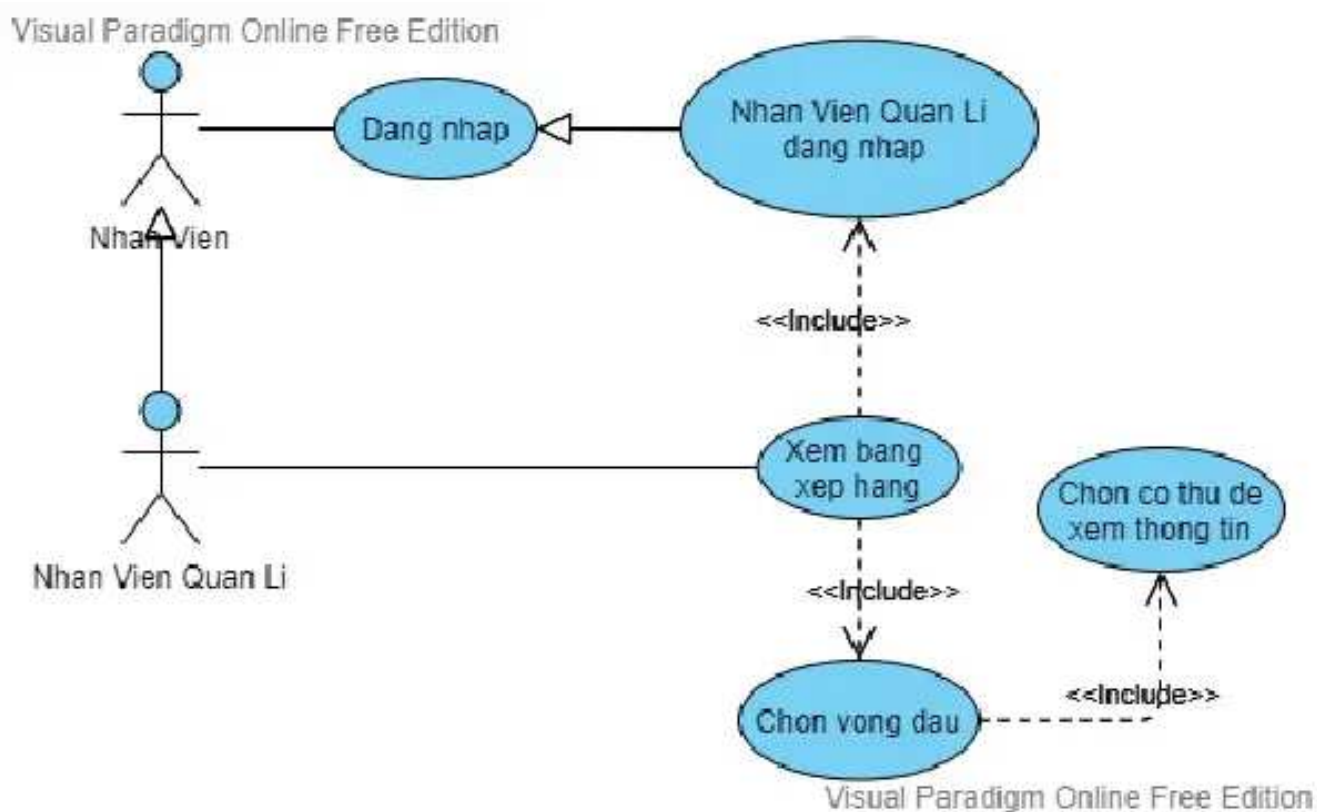 Visual Paradigm Online Free Edition
Dang nhap
Nhan Vien Quan Li
dang nhap
Nhan Vien
<<Include>>
Xem bang
xep hang
Chon co thu de
xem thong tin
Nhan Vien Quan Li
<<Include>>
<<Include>>
Chon vong dau
Visual Paradigm Online Free Edition